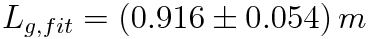 L_{g,fit} = (0.916 ± 0.054) m